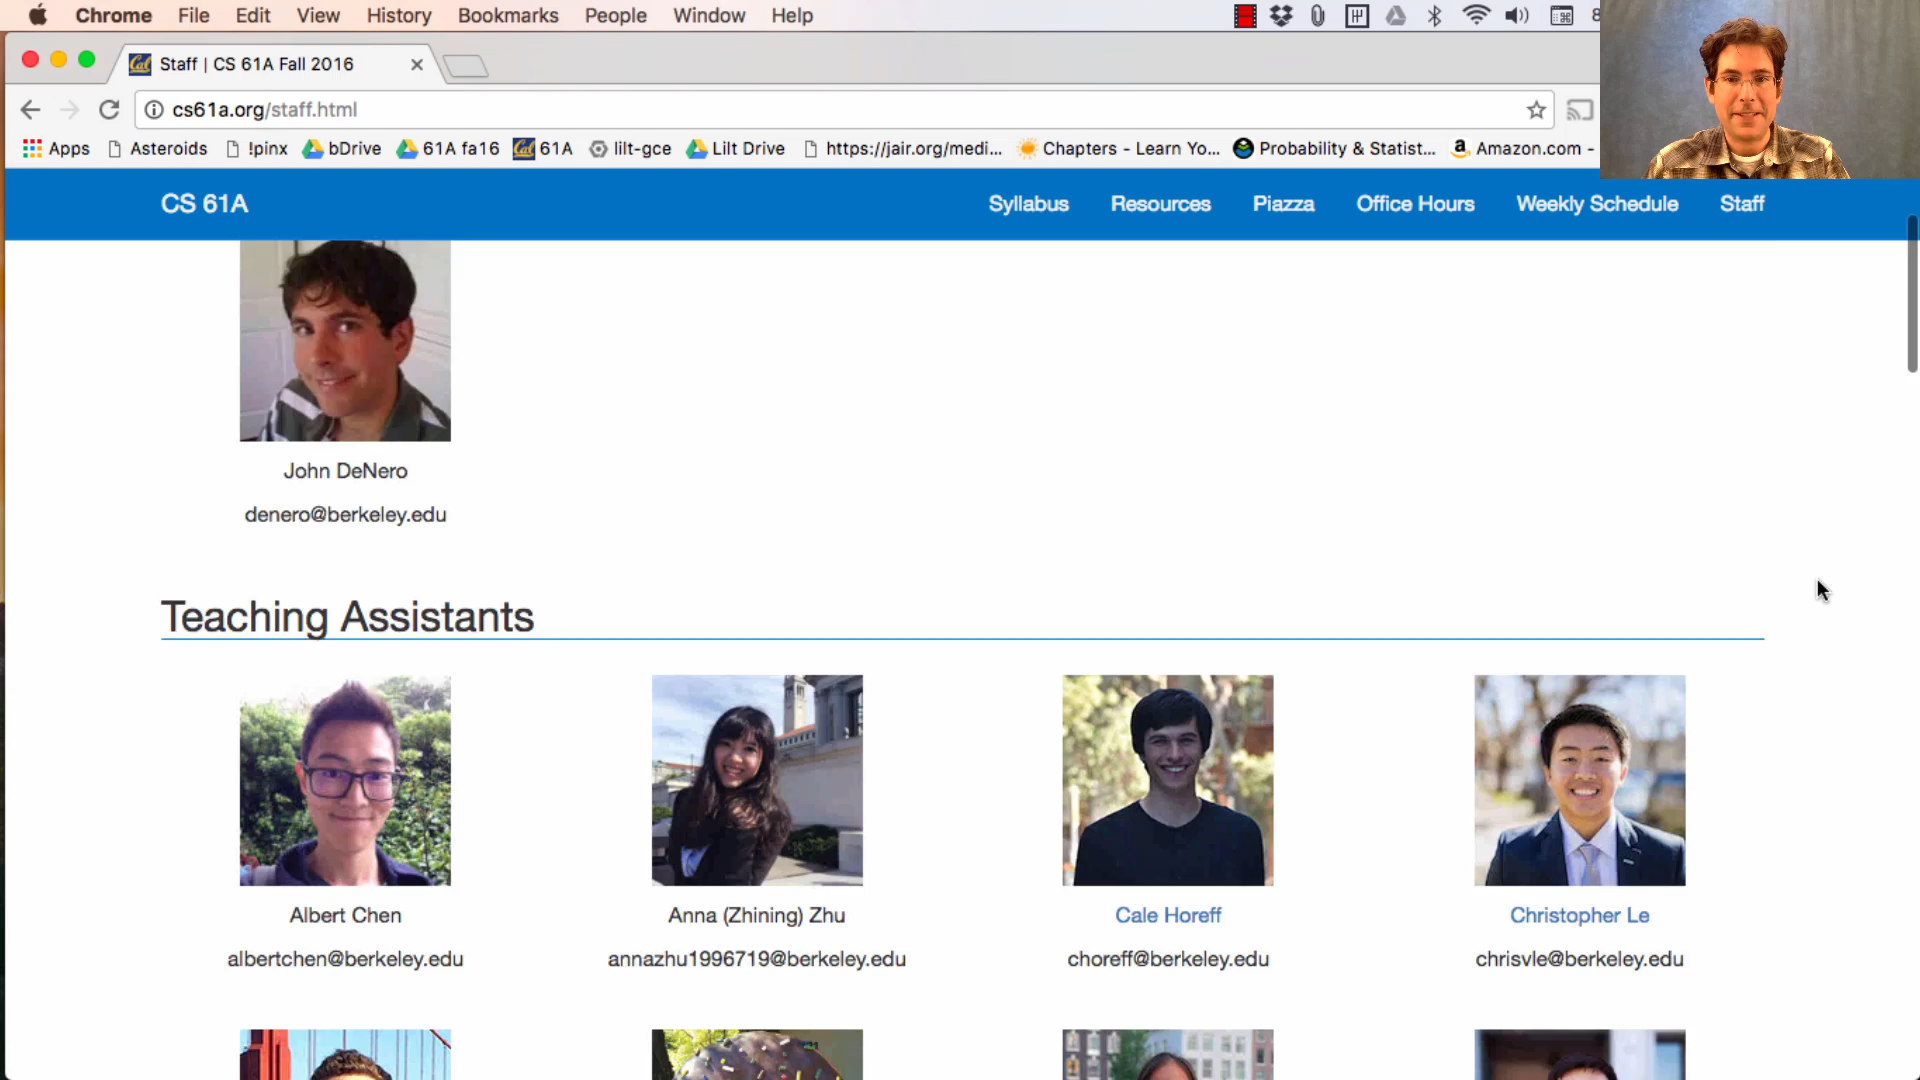 Chrome File Edit View History Bookmarks People Window Help
Staff | CS 61A Fall 2016
cs61a.org/staff.html
Apps Asteroids !pinx bDrive 61A fa16 61A lilt-gce Lilt Drive https://jair.org/medi... Chapters - Learn Yo... Probability & Statist... Amazon.com -
CS 61A Syllabus Resources Piazza Office Hours Weekly Schedule Staff
John DeNero
denero@berkeley.edu
Teaching Assistants
Albert Chen Anna (Zhining) Zhu Cale Horeff Christopher Le
albertchen@berkeley.edu annazhu1996719@berkeley.edu choreff@berkeley.edu chrisvle@berkeley.edu